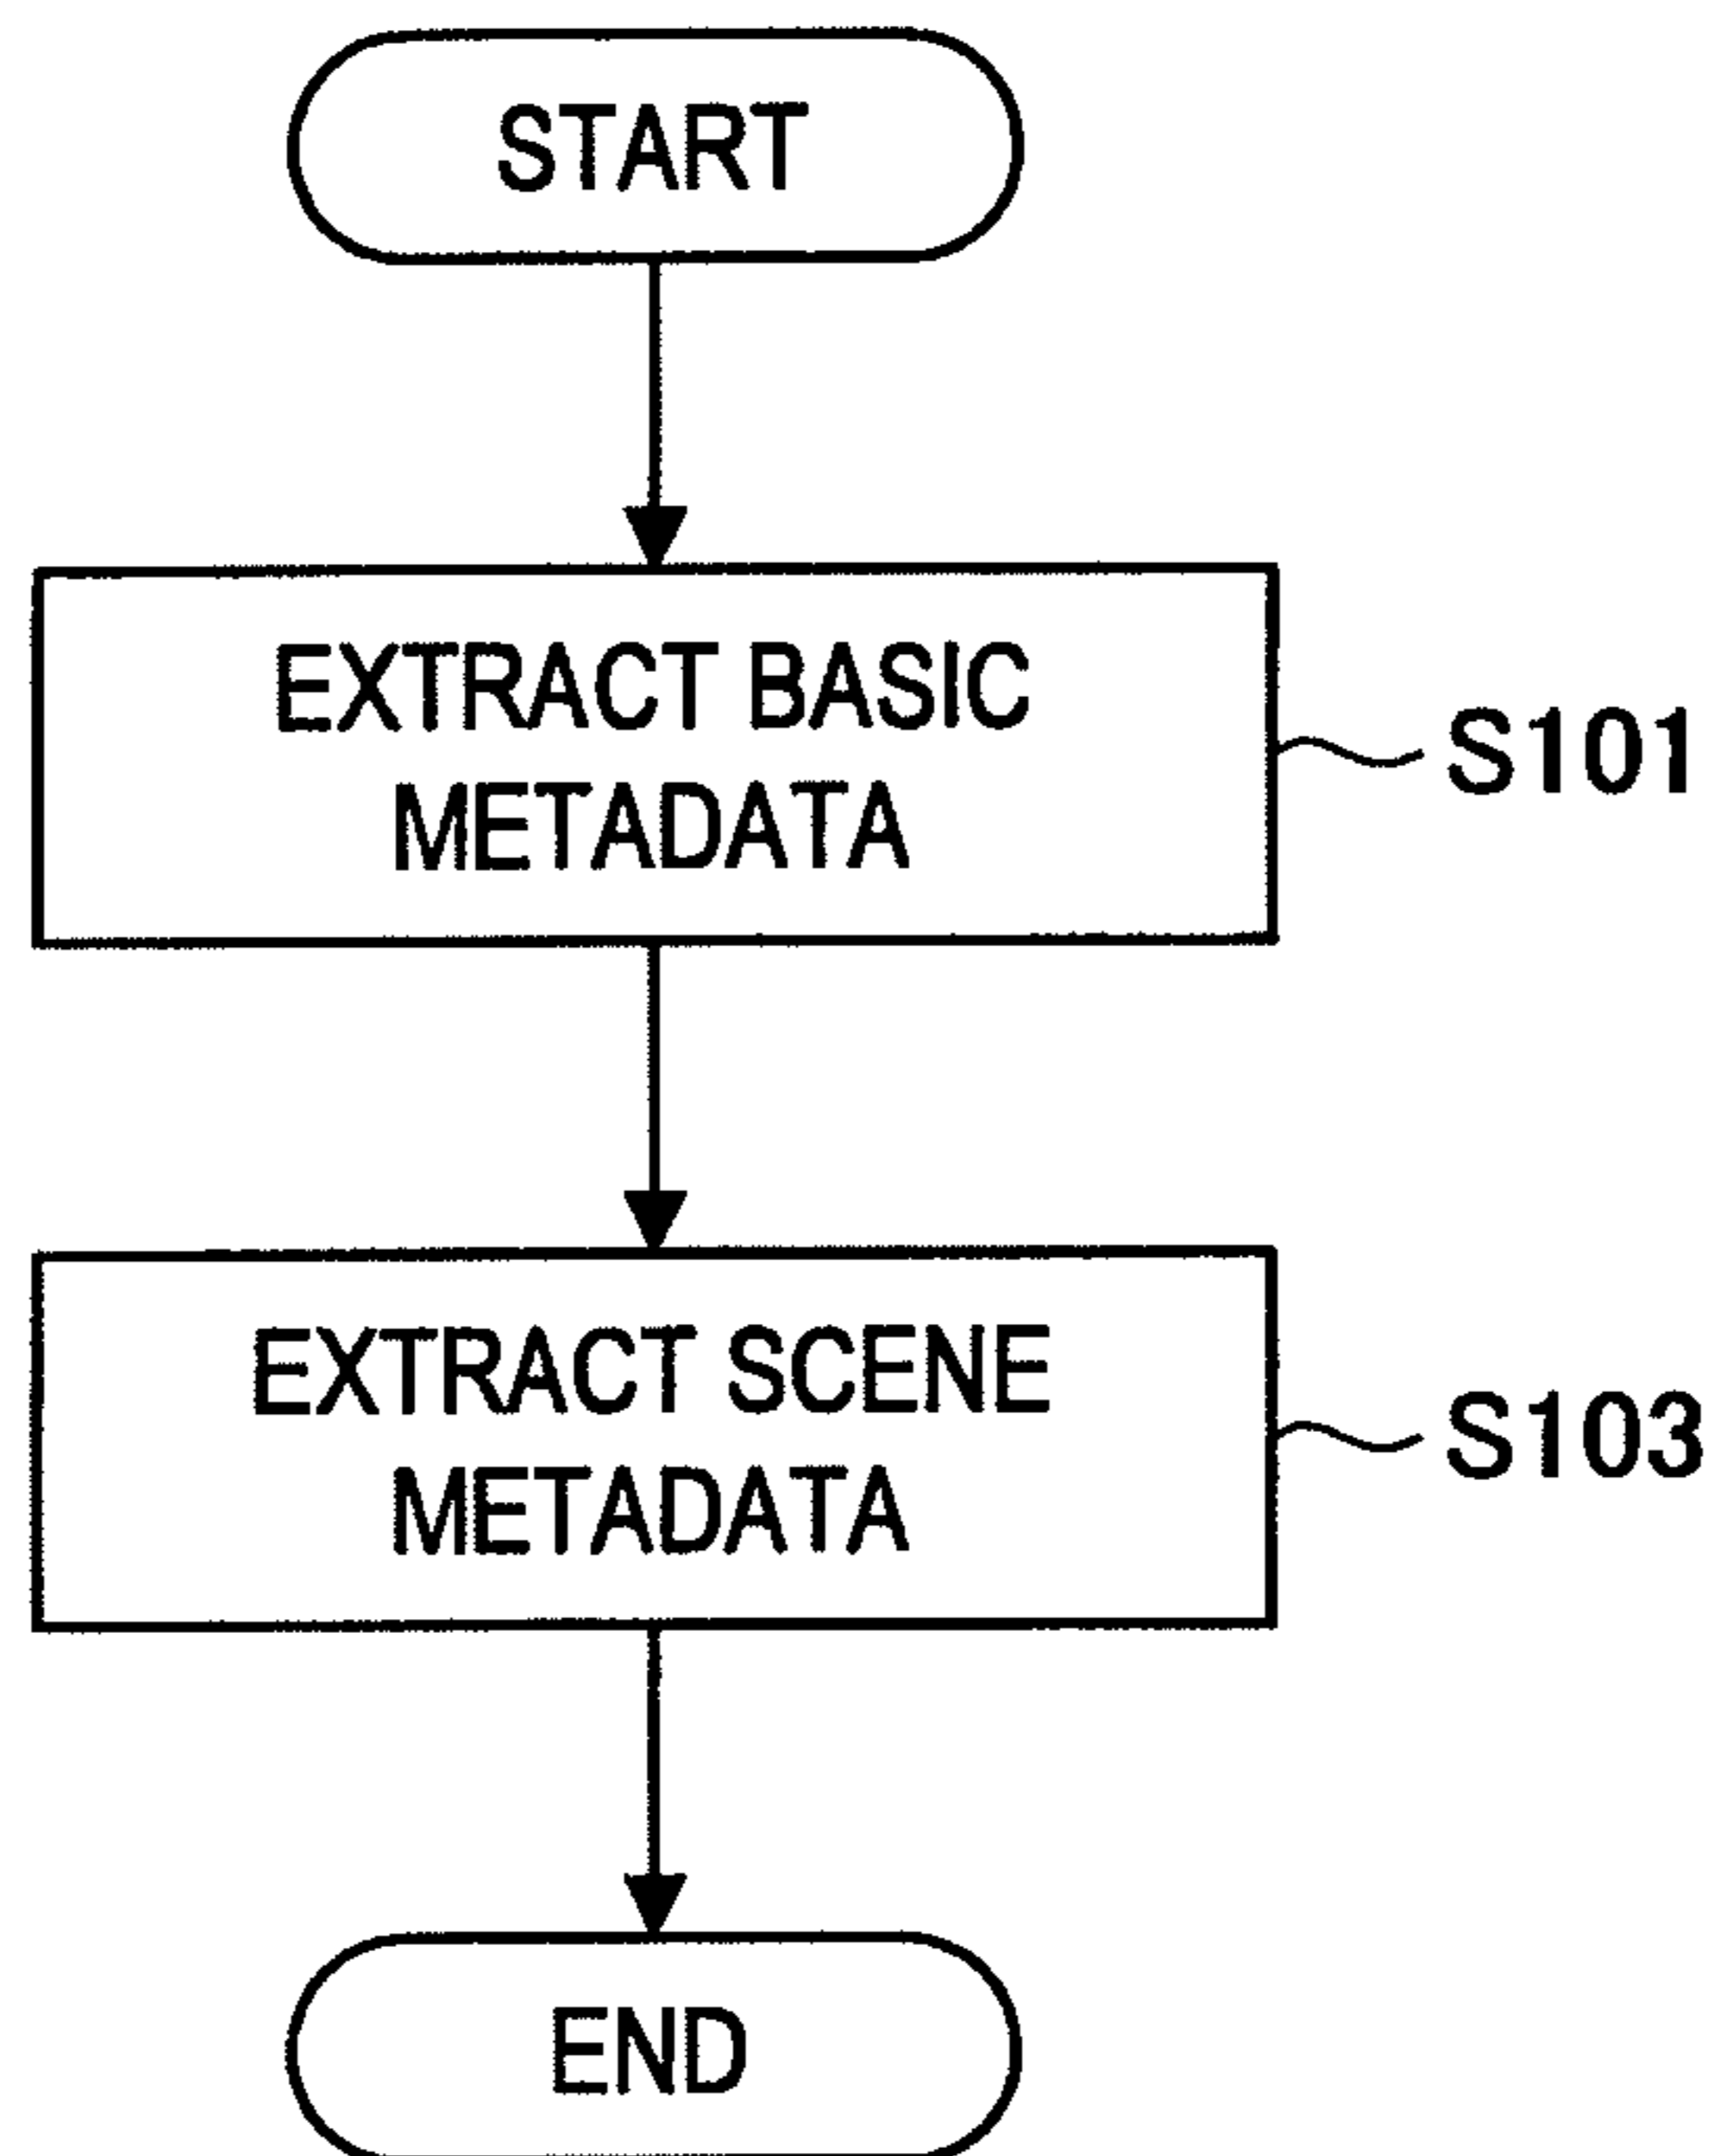 START
EXTRACT BASIC
METADATA
S101
EXTRACT SCENE
METADATA
S103
END